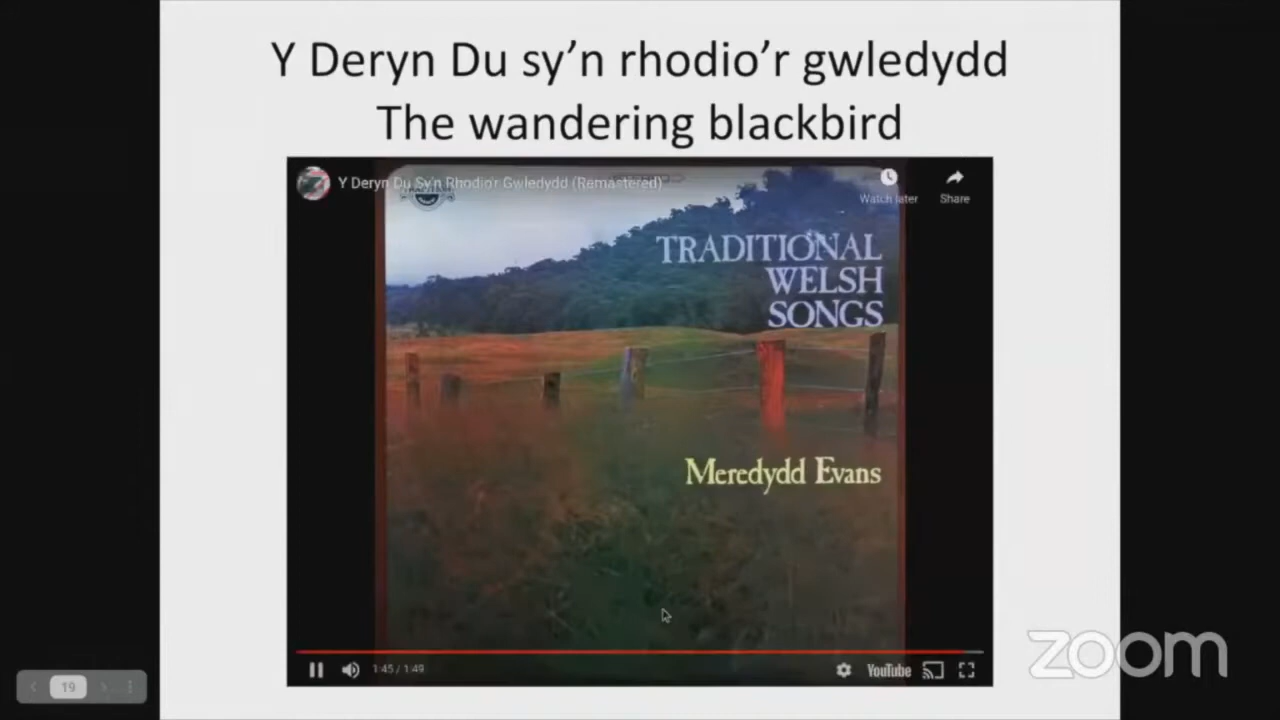 Y Deryn Du sy’n rhodio’r gwledydd
The wandering blackbird
Y Deryn Du Sy'n Rhodio'r Gwledydd (Remastered)
Watch later
Share
TRADITIONAL
WELSH
SONGS
Meredydd Evans
1:45 / 1:49
YouTube
19
zoom